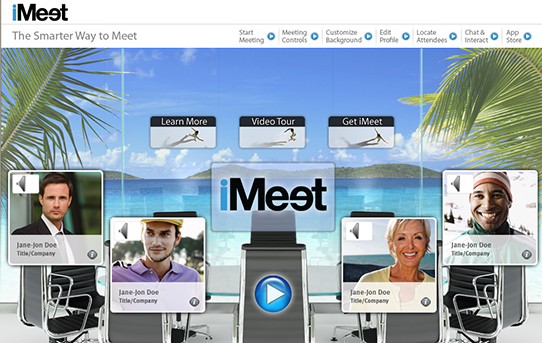 iMeet
The Smarter Way to Meet
Start
Meeting
Meeting
Controls
Customize
Background
Edit
Profile
Locate
Attendees
Chat &
Interact
App
Store
Learn More
Video Tour
Get iMeet
iMeet
Jane-Jon Doe
Title/Company
i
Jane-Jon Doe
Title/Company
i
Jane-Jon Doe
Title/Company
i
Jane-Jon Doe
Title/Company
i